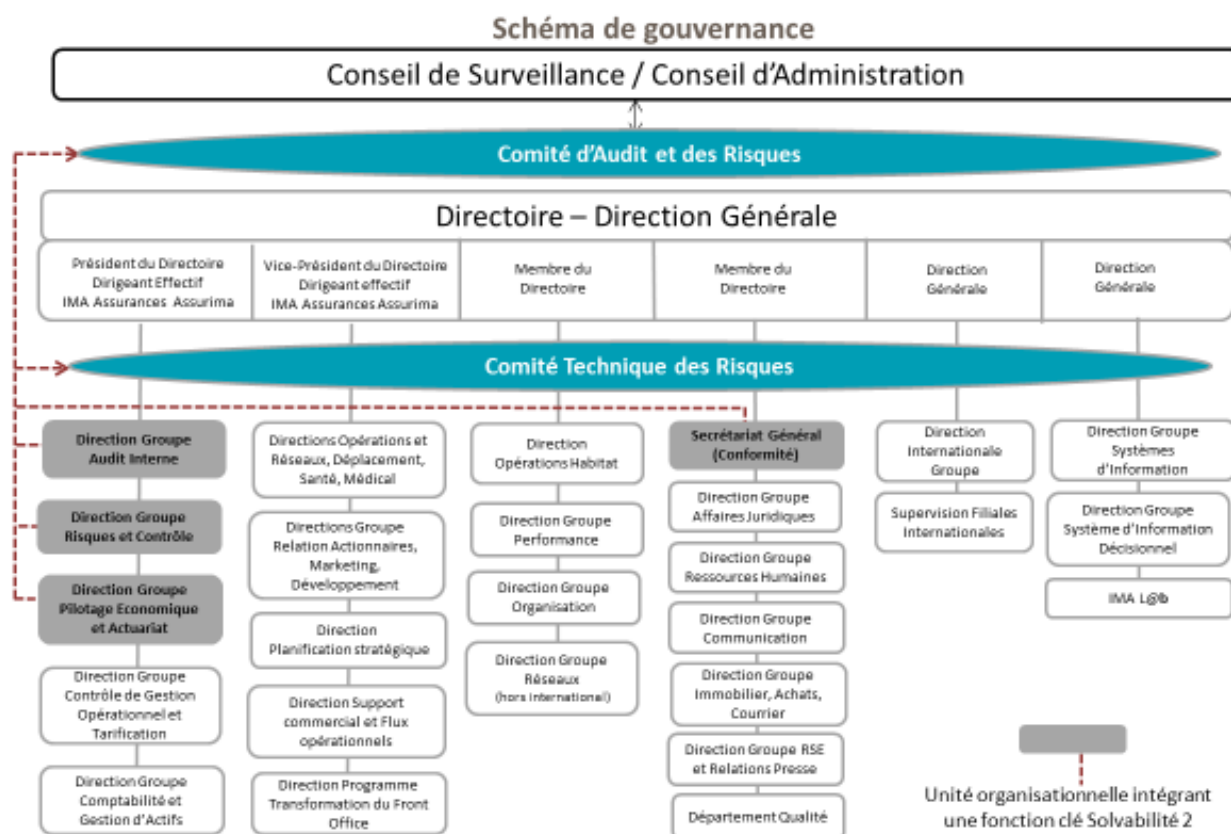 Schéma de gouvernance
Conseil de Surveillance / Conseil d'Administration
Comité d'Audit et des Risques
Directoire – Direction Générale
Président du Directoire
Dirigeant Effectif
IMA Assurances Assurima
Vice-Président du Directoire
Dirigeant effectif
IMA Assurances Assurima
Membre du
Directoire
Membre du
Directoire
Direction
Générale
Direction
Générale
Comité Technique des Risques
Direction Groupe
Audit Interne
Direction Groupe
Risques et Contrôle
Direction Groupe
Pilotage Economique
et Actuariat
Direction Groupe
Contrôle de Gestion
Opérationnel et
Tarification
Direction Groupe
Comptabilité et
Gestion d'Actifs
Directions Opérations et
Réseaux, Déplacement,
Santé, Médical
Directions Groupe
Relation Actionnaires,
Marketing,
Développement
Direction
Planification stratégique
Direction Support
commercial et Flux
opérationnels
Direction Programme
Transformation du Front
Office
Direction
Opérations Habitat
Direction Groupe
Performance
Direction Groupe
Organisation
Direction Groupe
Réseaux
(hors international)
Secrétariat Général
(Conformité)
Direction Groupe
Affaires Juridiques
Direction Groupe
Ressources Humaines
Direction Groupe
Communication
Direction Groupe
Immobilier, Achats,
Courrier
Direction Groupe RSE
et Relations Presse
Département Qualité
Direction
Internationale
Groupe
Supervision Filiales
Internationales
Direction Groupe
Systèmes
d'Information
Direction Groupe
Système d'Information
Décisionnel
IMA L@b
Unité organisationnelle intégrant
une fonction clé Solvabilité 2